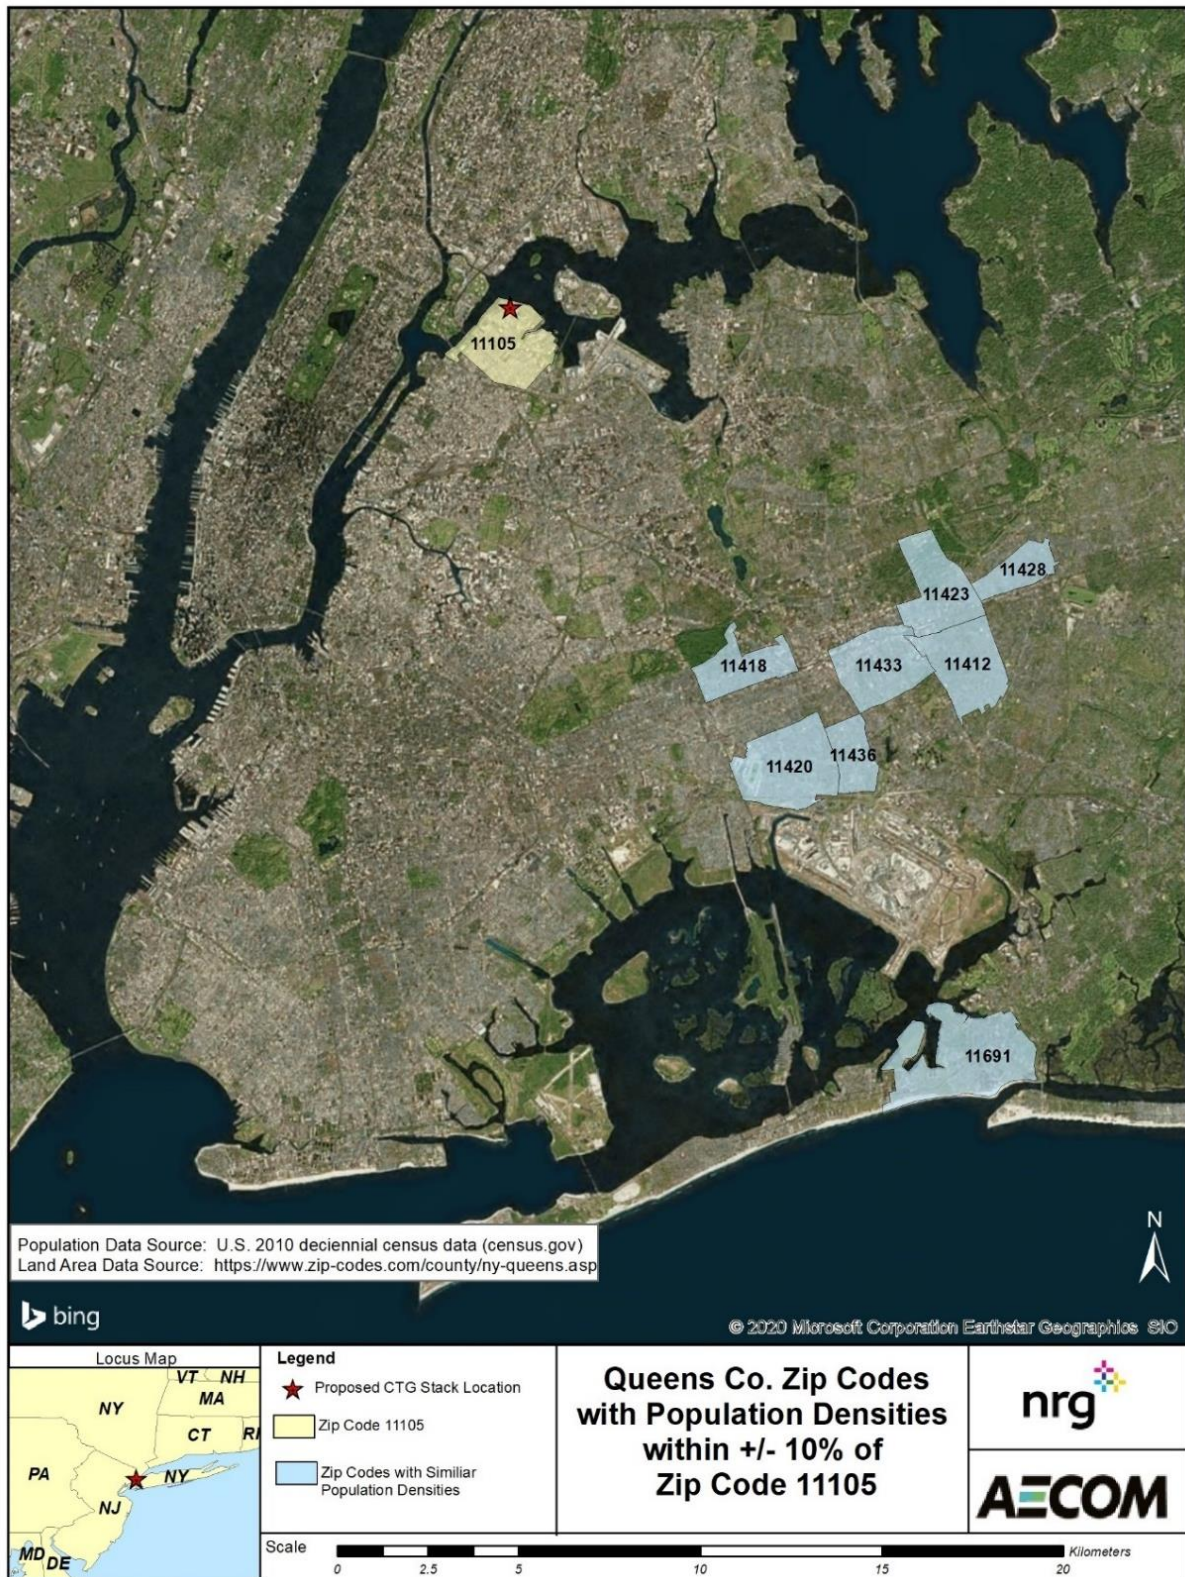 11105
11428
11423
11418
11433
11412
11420
11436
11691
N
Population Data Source: U.S. 2010 deciennial census data (census.gov)
Land Area Data Source: https://www.zip-codes.com/county/ny-queens.asp
bing
© 2020 Microsoft Corporation Earthstar Geographics SIO
Locus Map
VT NH
NY MA
CT RI
PA NY
NJ
MD DE
Legend
Proposed CTG Stack Location
Zip Code 11105
Zip Codes with Similiar
Population Densities
Queens Co. Zip Codes
with Population Densities
within +/- 10% of
Zip Code 11105
nrg
AECOM
Scale
Kilometers
0 2.5 5 10 15 20